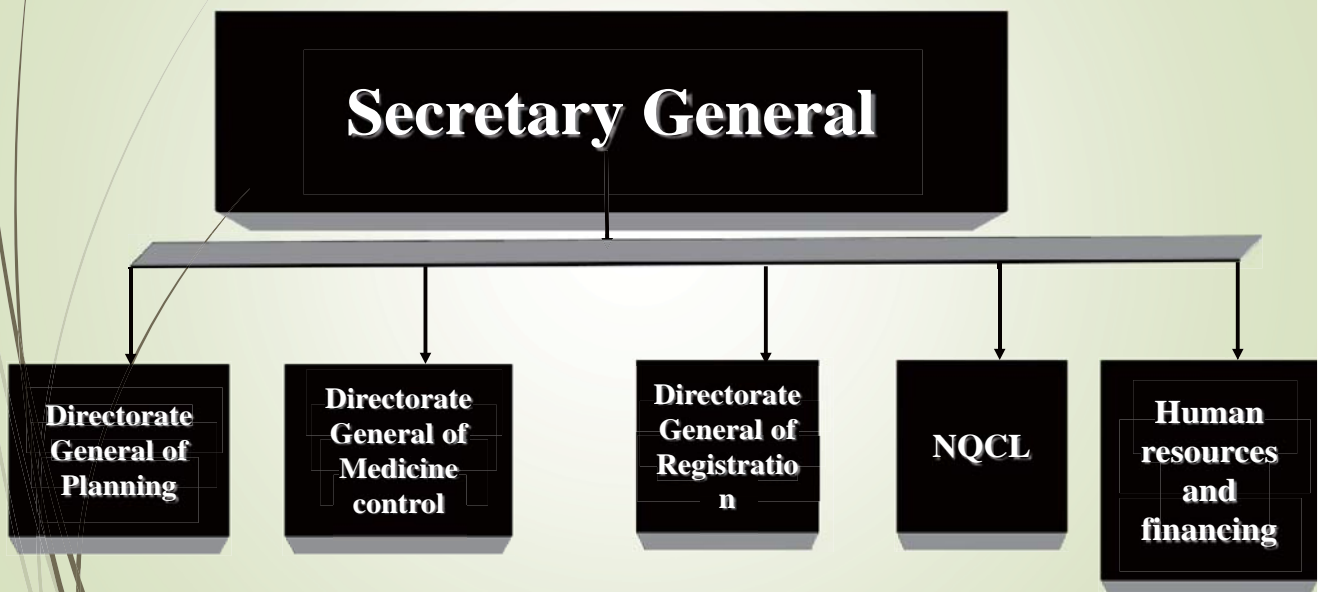 Secretary General
Directorate
General of
Planning
Directorate
General of
Medicine
control
Directorate
General of
Registratio
n
NQCL
Human
resources
and
financing